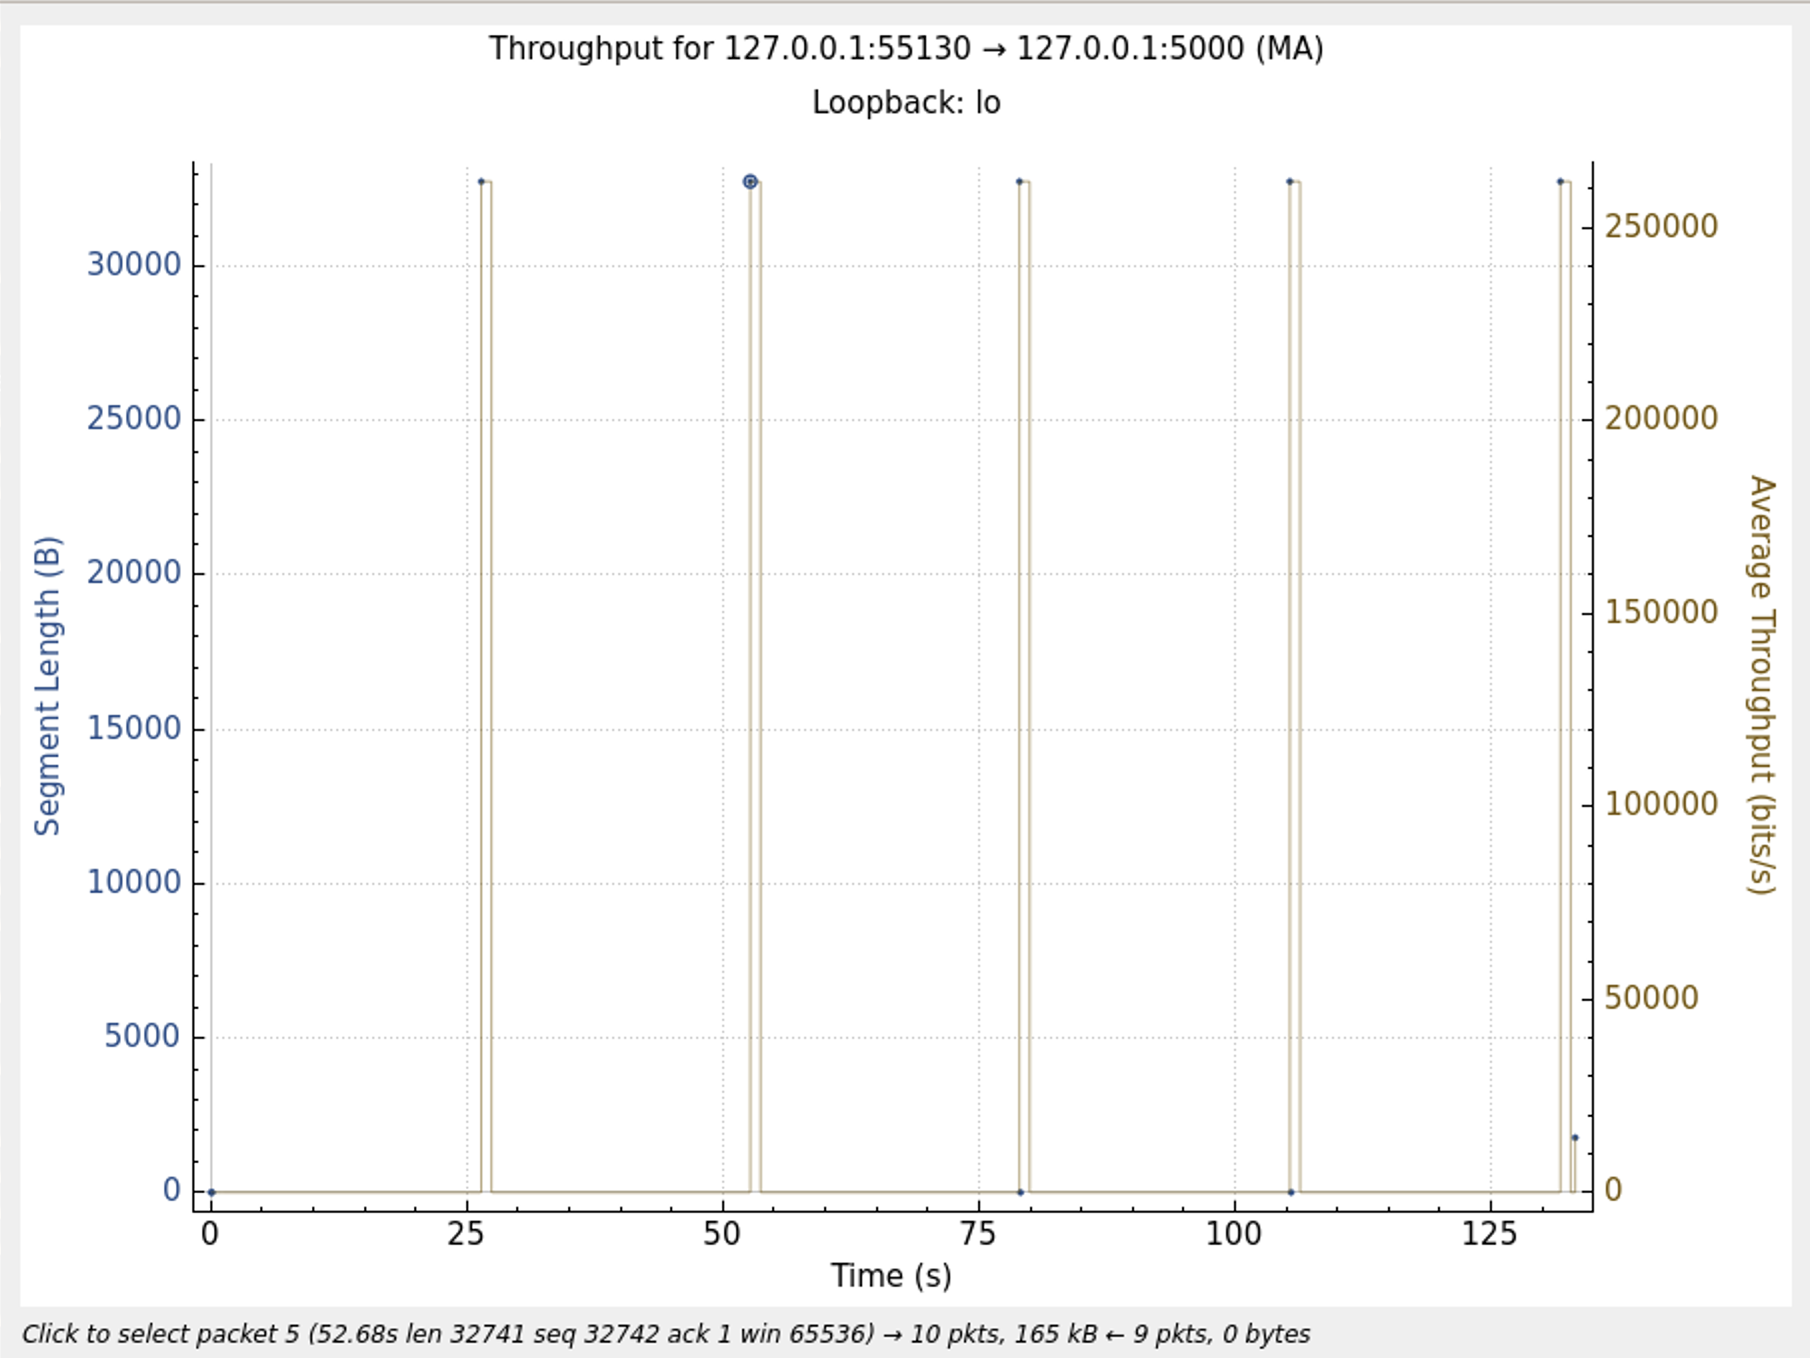 Throughput for 127.0.0.1:55130 → 127.0.0.1:5000 (MA)
Loopback: lo
Segment Length (B)
30000
25000
20000
15000
10000
5000
0
250000
200000
150000
100000
50000
0
Average Throughput (bits/s)
0 25 50 75 100 125
Time (s)
Click to select packet 5 (52.68s len 32741 seq 32742 ack 1 win 65536) → 10 pkts, 165 kB ← 9 pkts, 0 bytes